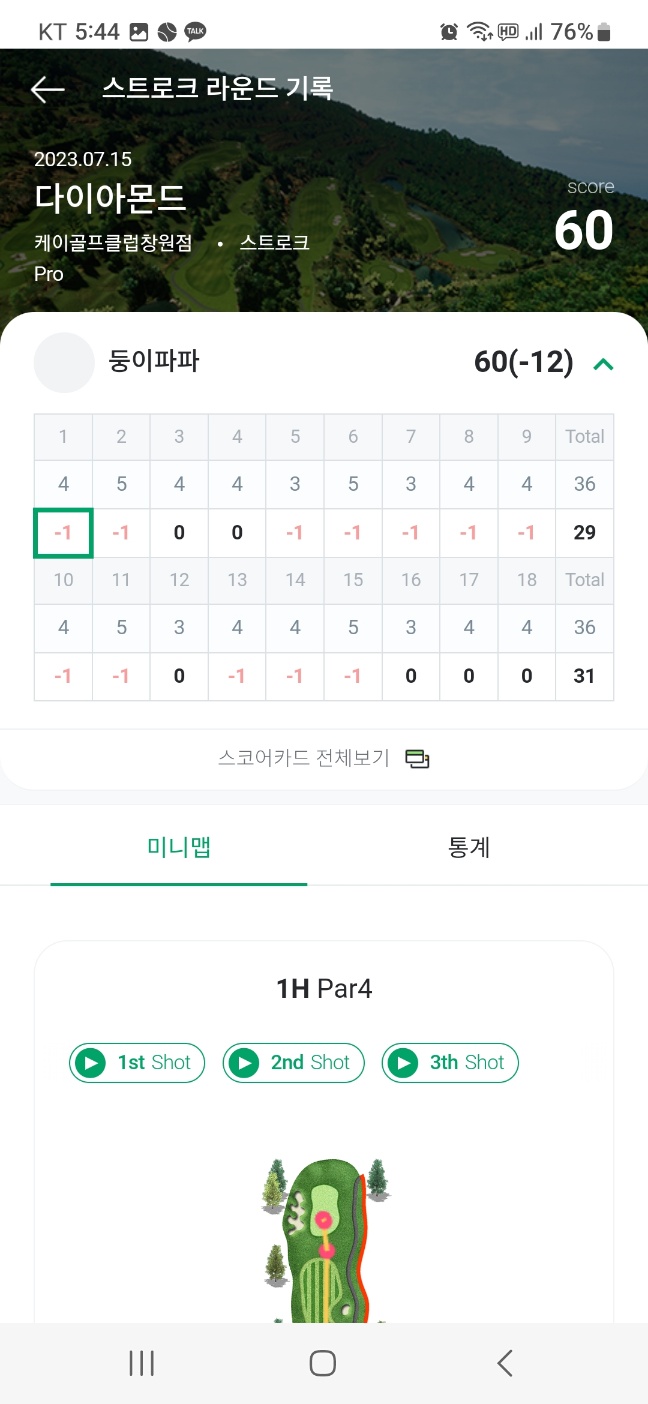 KT 5:44 TALK HD 76%
스트로크 라운드 기록
2023.07.15
다이아몬드
score
60
케이골프클럽창원점 • 스트로크
Pro
둥이파파 60(-12)
1 2 3 4 5 6 7 8 9 Total
4 5 4 4 3 5 3 4 4 36
-1 -1 0 0 -1 -1 -1 -1 -1 29
10 11 12 13 14 15 16 17 18 Total
4 5 3 4 4 5 3 4 4 36
-1 -1 0 -1 -1 -1 0 0 0 31
스코어카드 전체보기
미니맵 통계
1H Par4
1st Shot 2nd Shot 3th Shot